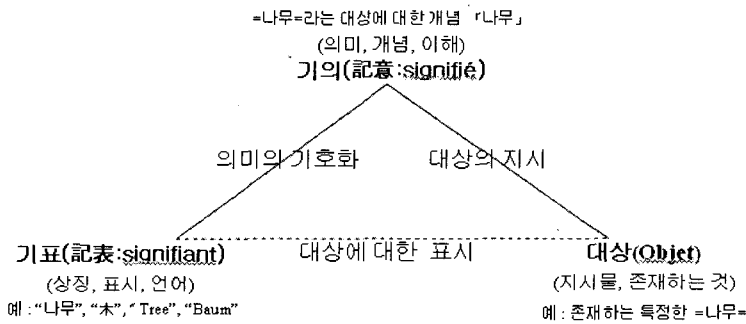 =나무=라는 대상에 대한 개념 「나무」
(의미, 개념, 이해)
기의(記意:signifié)
의미의 기호화 대상의 지시
기표(記表:signifiant) 대상에 대한 표시 대상(Objet)
(상징, 표시, 언어) (지시물, 존재하는 것)
예 : “나무”, “木”, “ Tree”, “Baum” 예 : 존재하는 특정한 =나무=